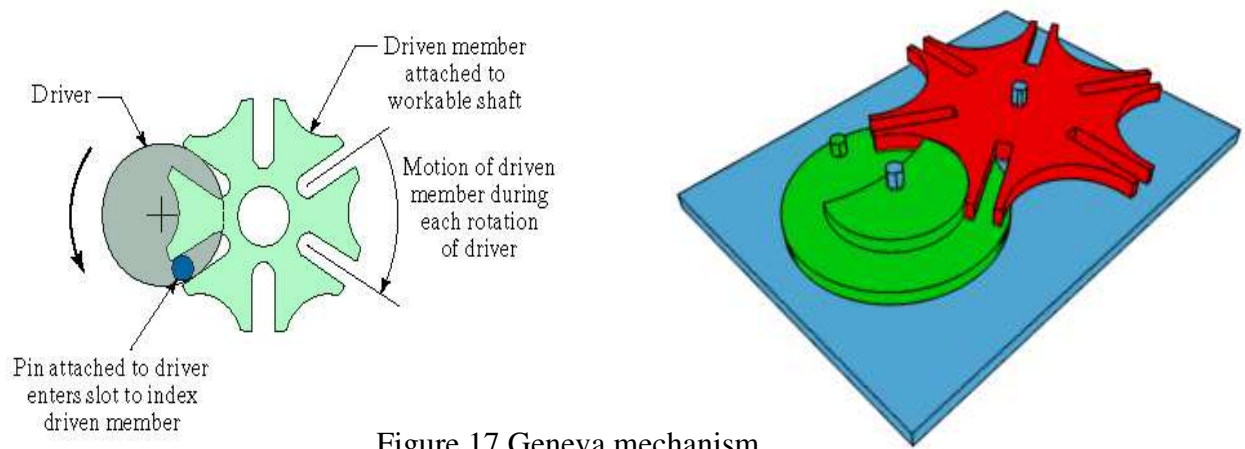 Driven member
attached to
workable shaft
Driver
Motion of driven
member during
each rotation
of driver
Pin attached to driver
enters slot to index
driven member
Figure 17 Geneva mechanism